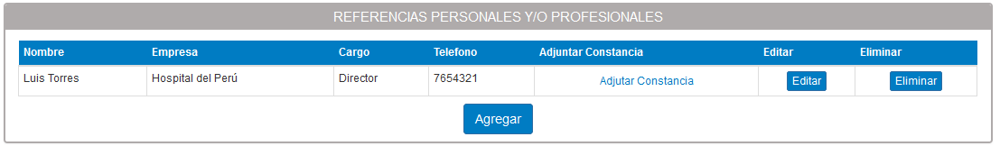 REFERENCIAS PERSONALES Y/O PROFESIONALES
Nombre Empresa Cargo Telefono Adjuntar Constancia Editar Eliminar
Luis Torres Hospital del Perú Director 7654321 Adjutar Constancia Editar Eliminar
Agregar